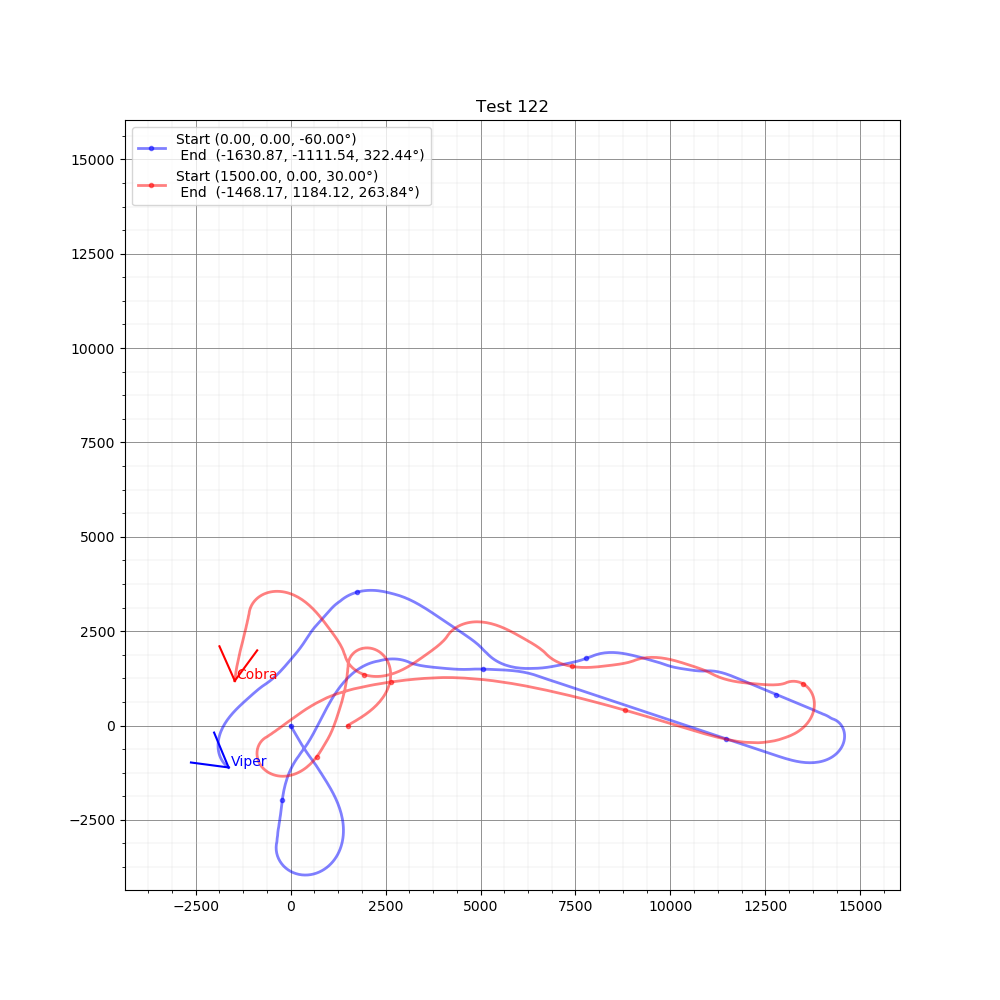 Test 122
Start (0.00, 0.00, -60.00°)
End (-1630.87, -1111.54, 322.44°)
Start (1500.00, 0.00, 30.00°)
End (-1468.17, 1184.12, 263.84°)
15000
12500
10000
7500
5000
2500
0
−2500
Cobra
Viper
−2500 0 2500 5000 7500 10000 12500 15000